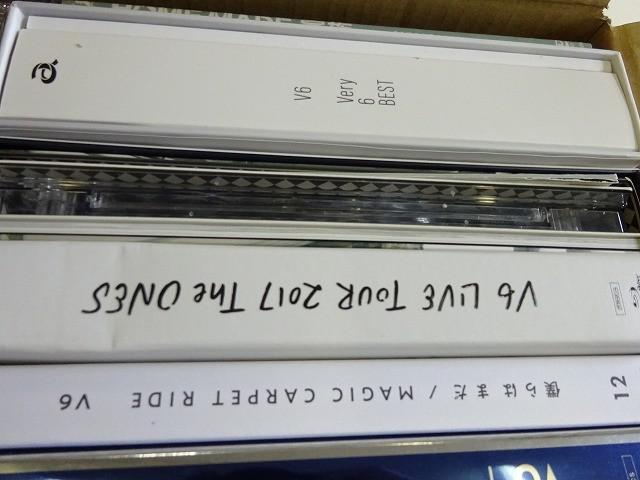 V6
Very
6
BEST
V6 LIVE TOUR 2017 The ONES
僕らはまだ / MAGIC CARPET RIDE V6
12